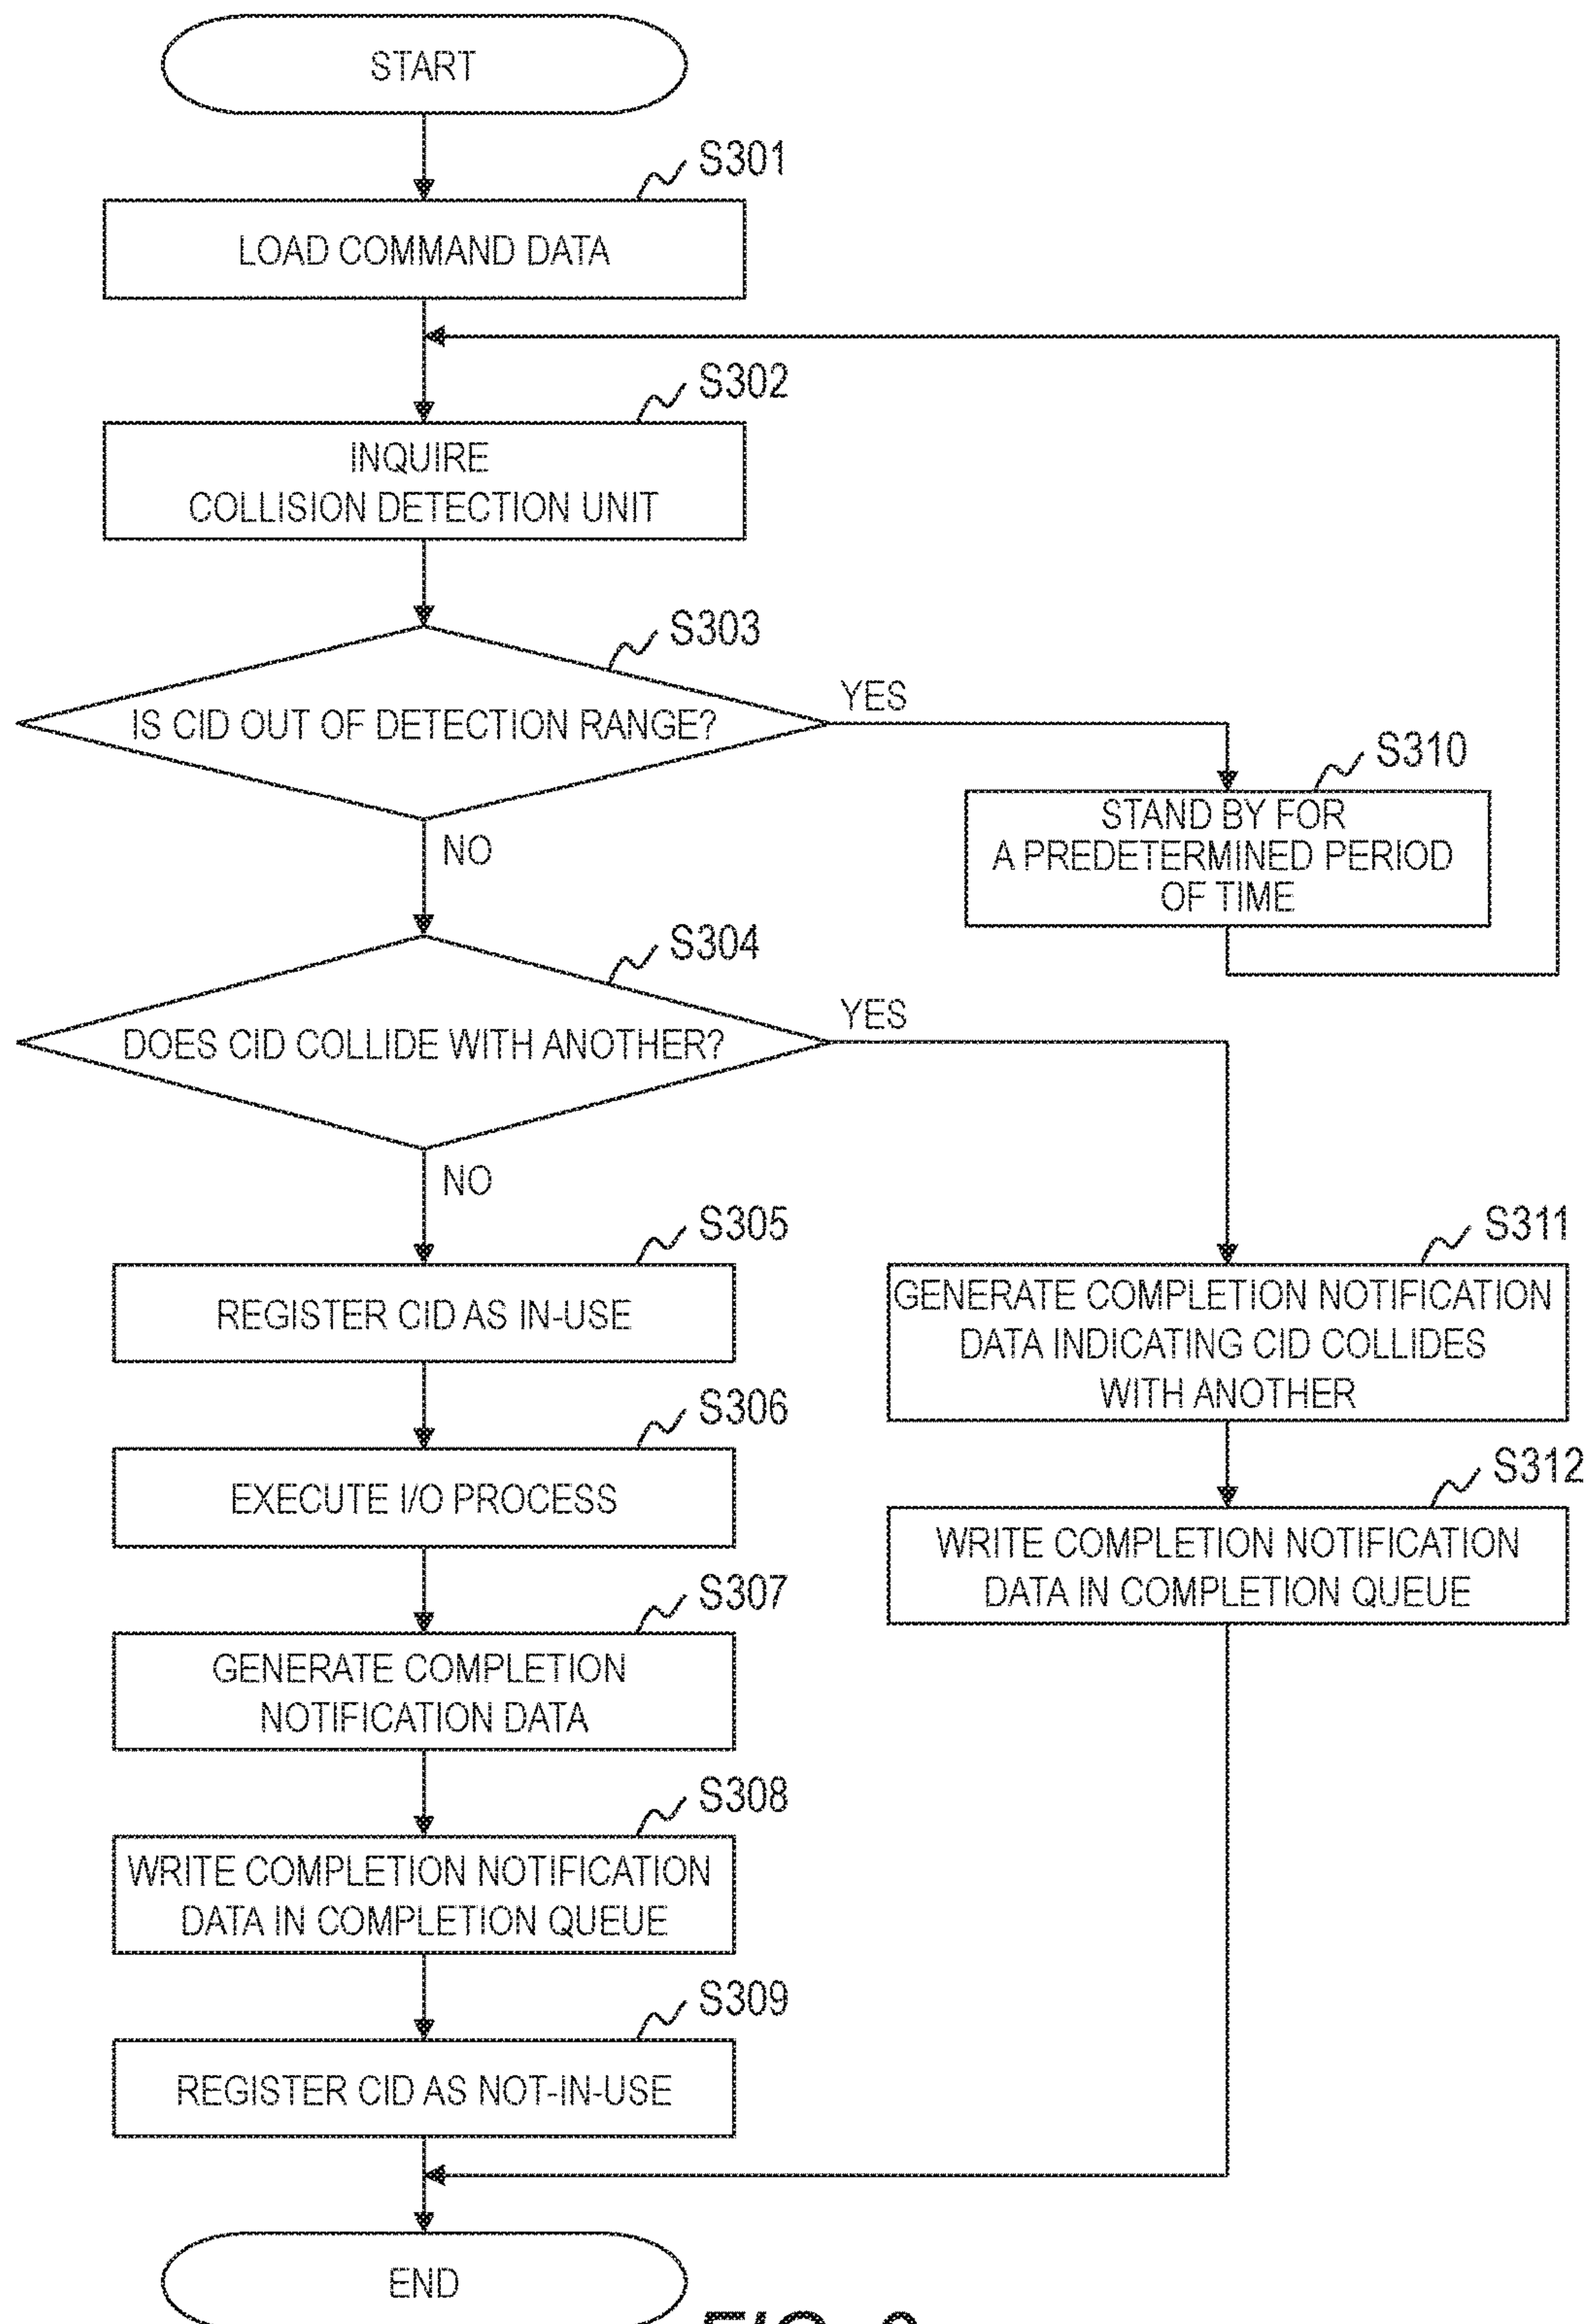 START
S301
LOAD COMMAND DATA
S302
INQUIRE
COLLISION DETECTION UNIT
S303
IS CID OUT OF DETECTION RANGE?
YES
NO
S310
STAND BY FOR
A PREDETERMINED PERIOD
OF TIME
S304
DOES CID COLLIDE WITH ANOTHER?
YES
NO
S305
REGISTER CID AS IN-USE
S311
GENERATE COMPLETION NOTIFICATION
DATA INDICATING CID COLLIDES
WITH ANOTHER
S306
EXECUTE I/O PROCESS
S312
WRITE COMPLETION NOTIFICATION
DATA IN COMPLETION QUEUE
S307
GENERATE COMPLETION
NOTIFICATION DATA
S308
WRITE COMPLETION NOTIFICATION
DATA IN COMPLETION QUEUE
S309
REGISTER CID AS NOT-IN-USE
END